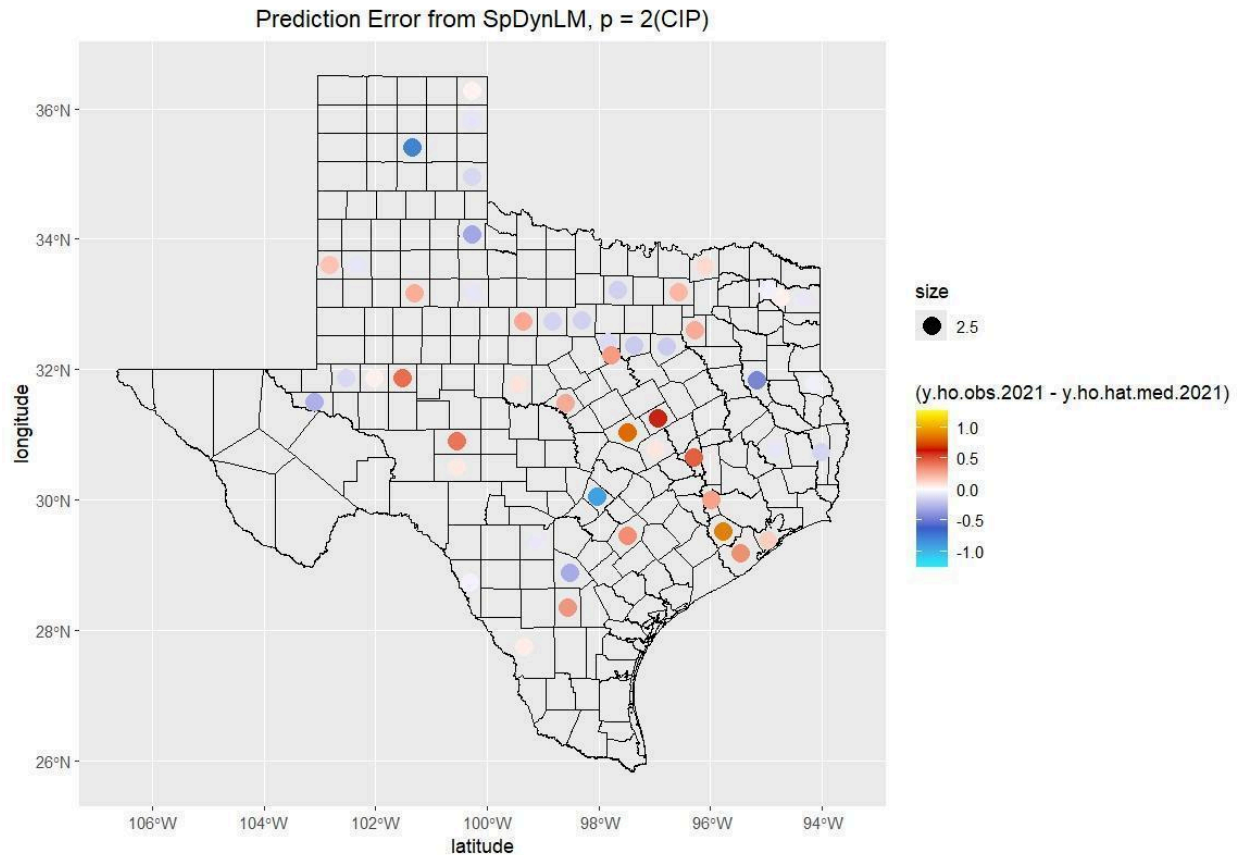 Prediction Error from SpDynLM, p = 2(CIP)
36°N
34°N
32°N
30°N
28°N
26°N
longitude
106°W
104°W
102°W
100°W
98°W
96°W
94°W
latitude
size
2.5
(y.ho.obs.2021 - y.ho.hat.med.2021)
1.0
0.5
0.0
-0.5
-1.0